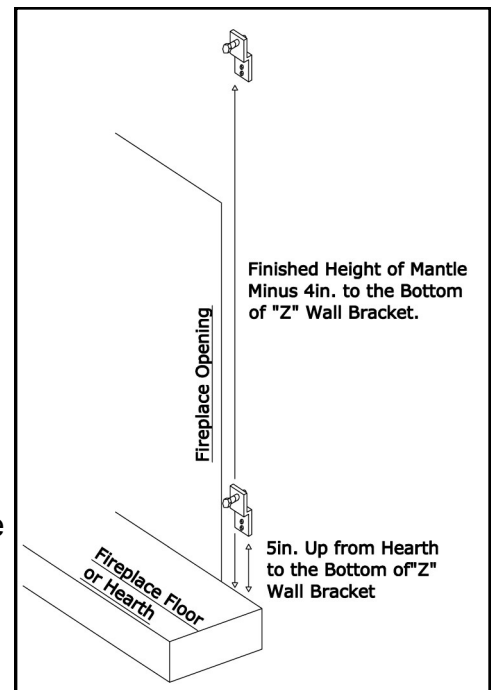 Finished Height of Mantle
Minus 4in. to the Bottom
of "Z" Wall Bracket.
Fireplace Opening
5in. Up from Hearth
to the Bottom of"Z"
Wall Bracket
Fireplace Floor
or Hearth
e